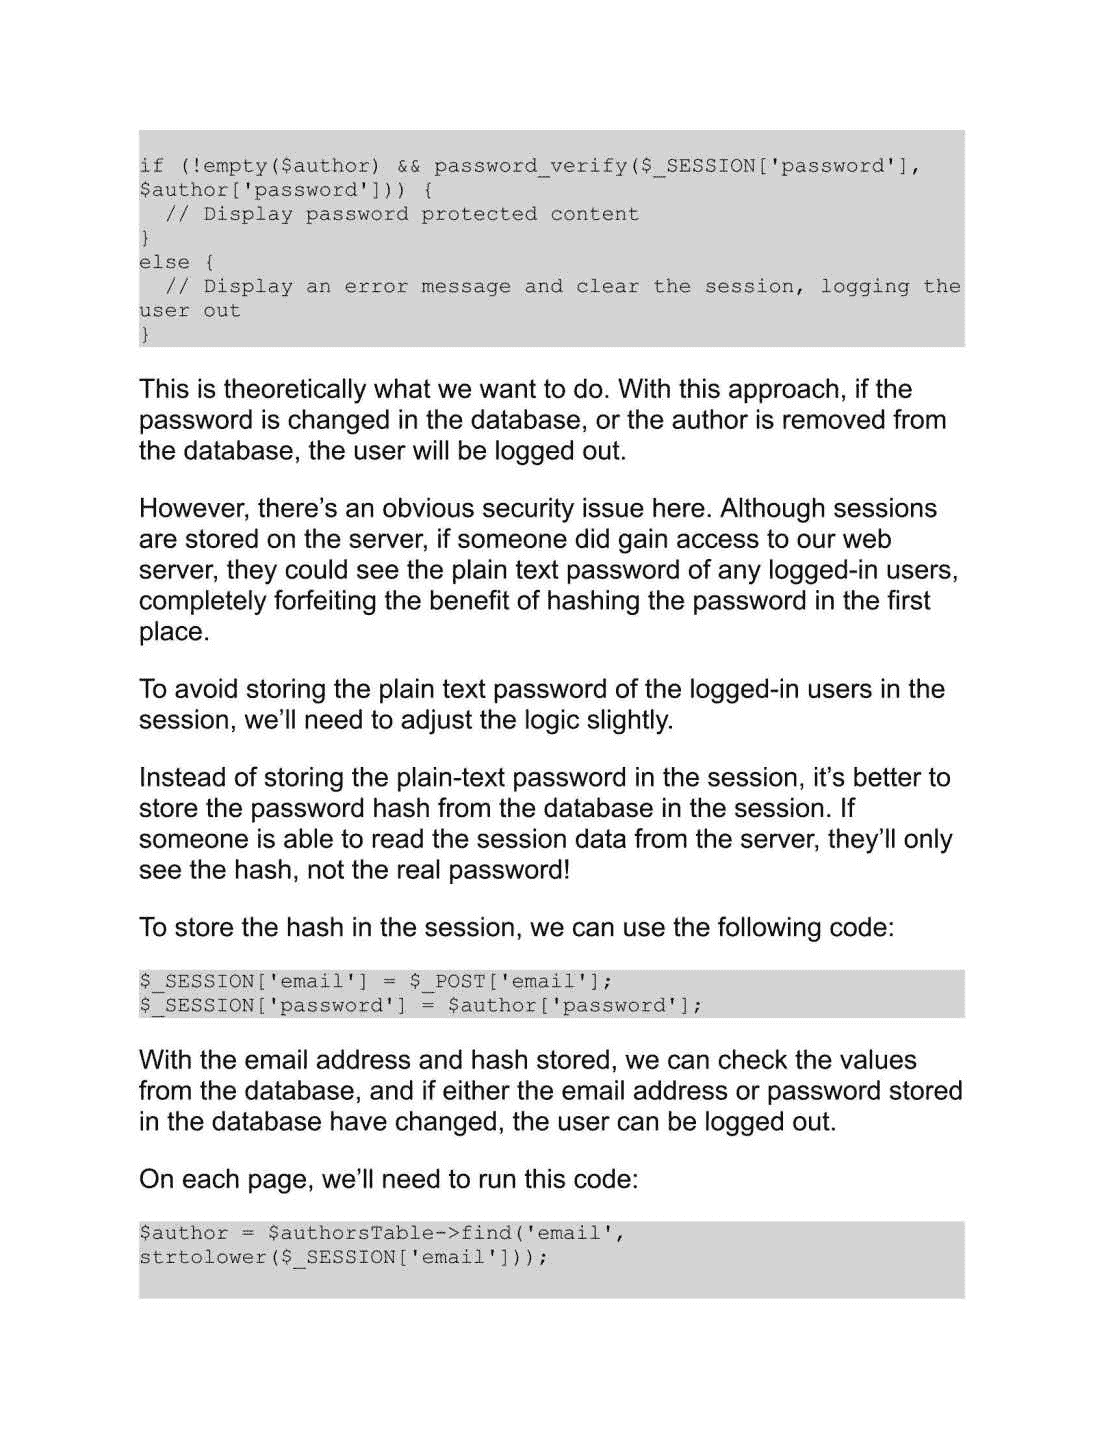 if (!empty($author) && password_verify($_SESSION['password'],
$author['password'])) {
  // Display password protected content
}
else {
  // Display an error message and clear the session, logging the
user out
}
This is theoretically what we want to do. With this approach, if the
password is changed in the database, or the author is removed from
the database, the user will be logged out.
However, there’s an obvious security issue here. Although sessions
are stored on the server, if someone did gain access to our web
server, they could see the plain text password of any logged-in users,
completely forfeiting the benefit of hashing the password in the first
place.
To avoid storing the plain text password of the logged-in users in the
session, we’ll need to adjust the logic slightly.
Instead of storing the plain-text password in the session, it’s better to
store the password hash from the database in the session. If
someone is able to read the session data from the server, they’ll only
see the hash, not the real password!
To store the hash in the session, we can use the following code:
$_SESSION['email'] = $_POST['email'];
$_SESSION['password'] = $author['password'];
With the email address and hash stored, we can check the values
from the database, and if either the email address or password stored
in the database have changed, the user can be logged out.
On each page, we’ll need to run this code:
$author = $authorsTable->find('email',
strtolower($_SESSION['email']));